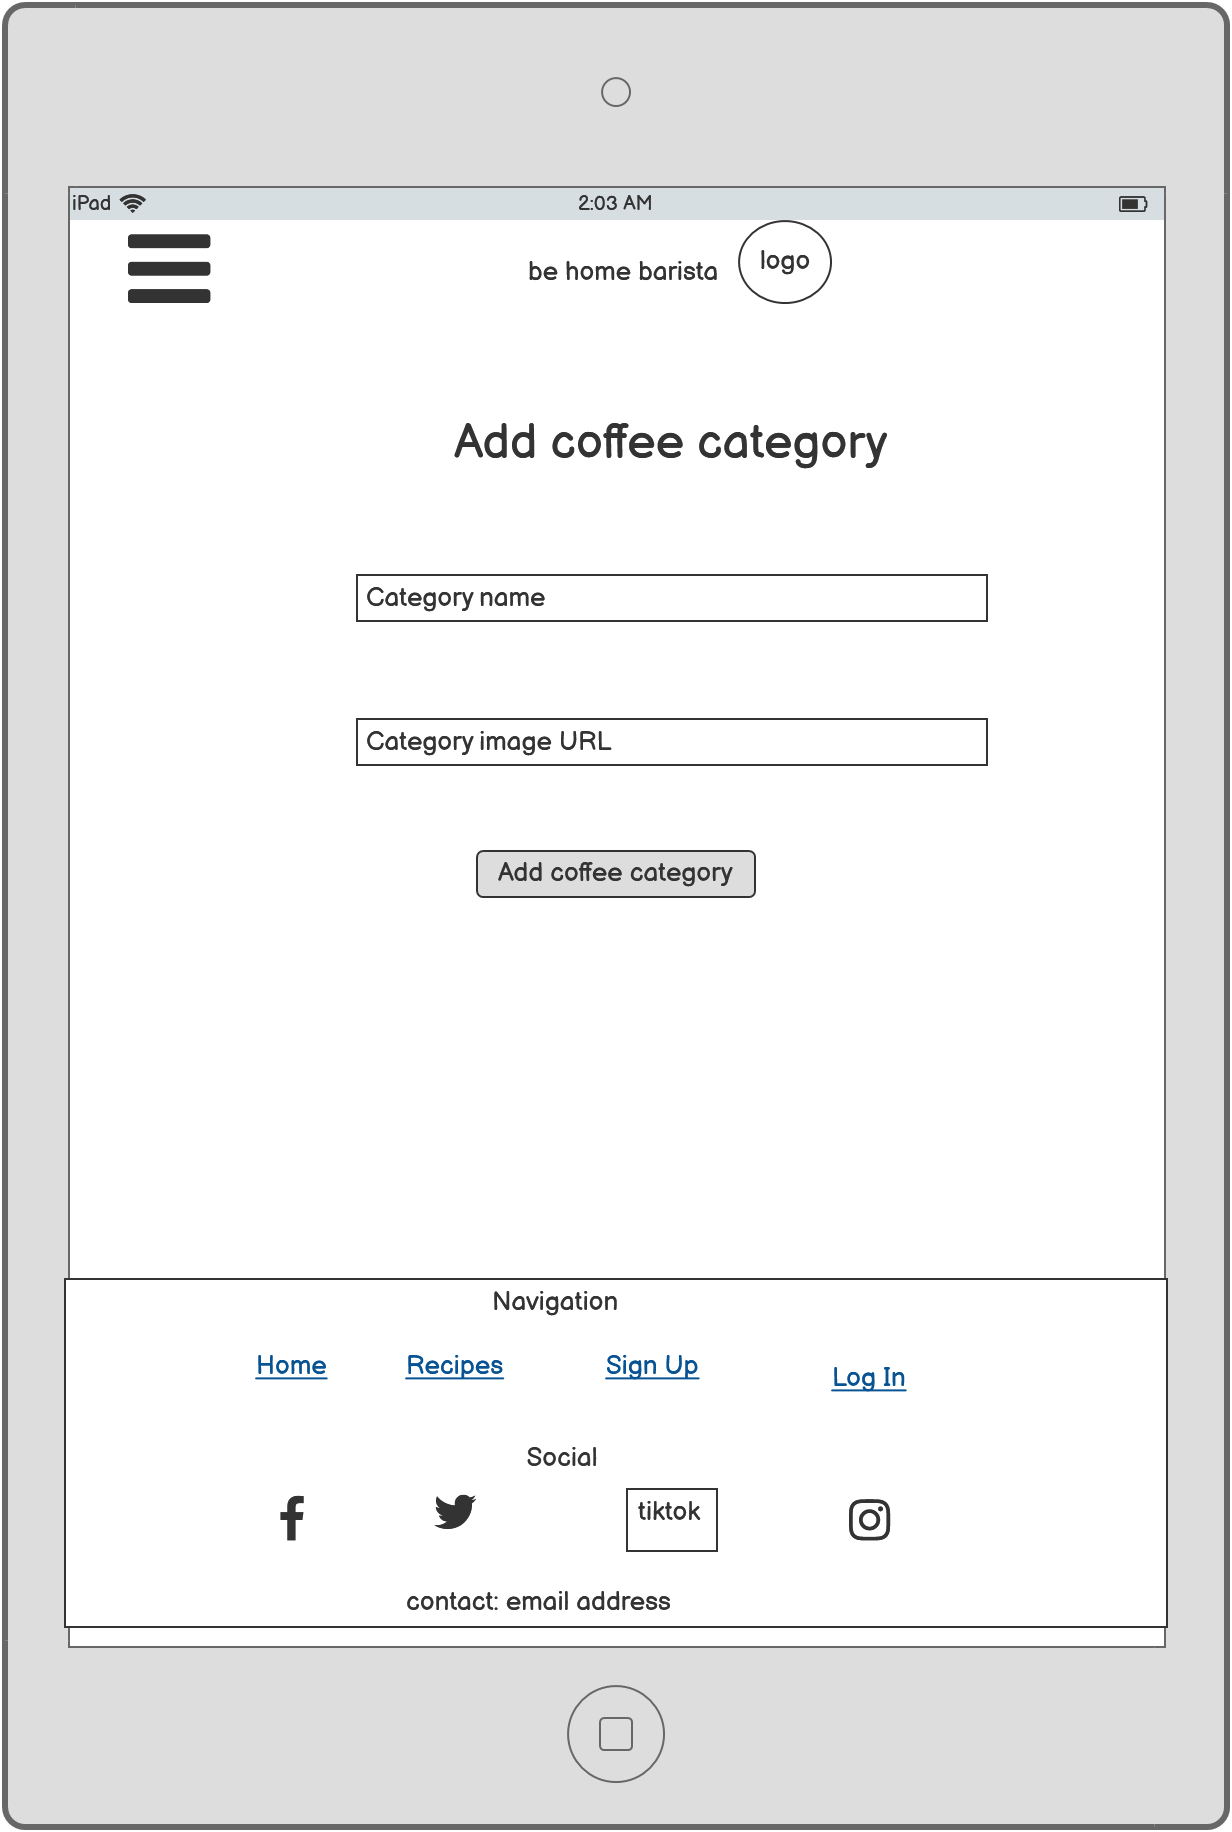 iPad 2:03 AM
be home barista logo
Add coffee category
Category name
Category image URL
Add coffee category
Navigation
Home Recipes Sign Up Log In
Social
tiktok
contact: email address